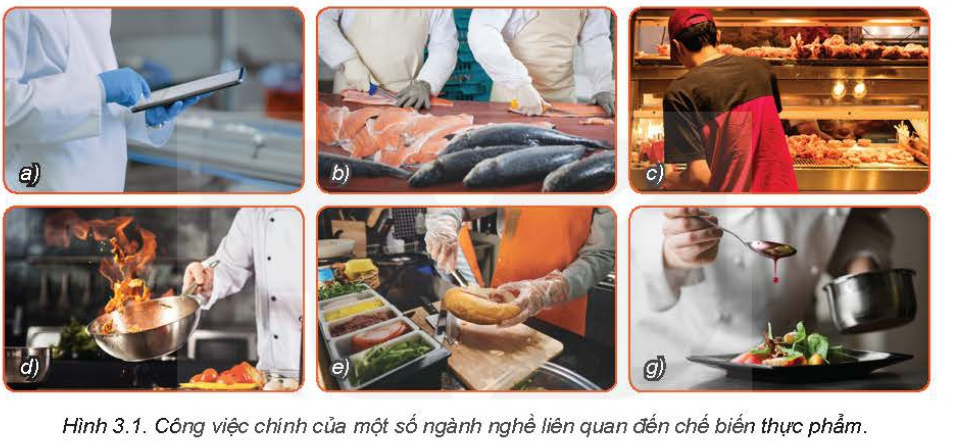 a)
b)
c)
d)
e)
g)
Hình 3.1. Công việc chính của một số ngành nghề liên quan đến chế biến thực phẩm.